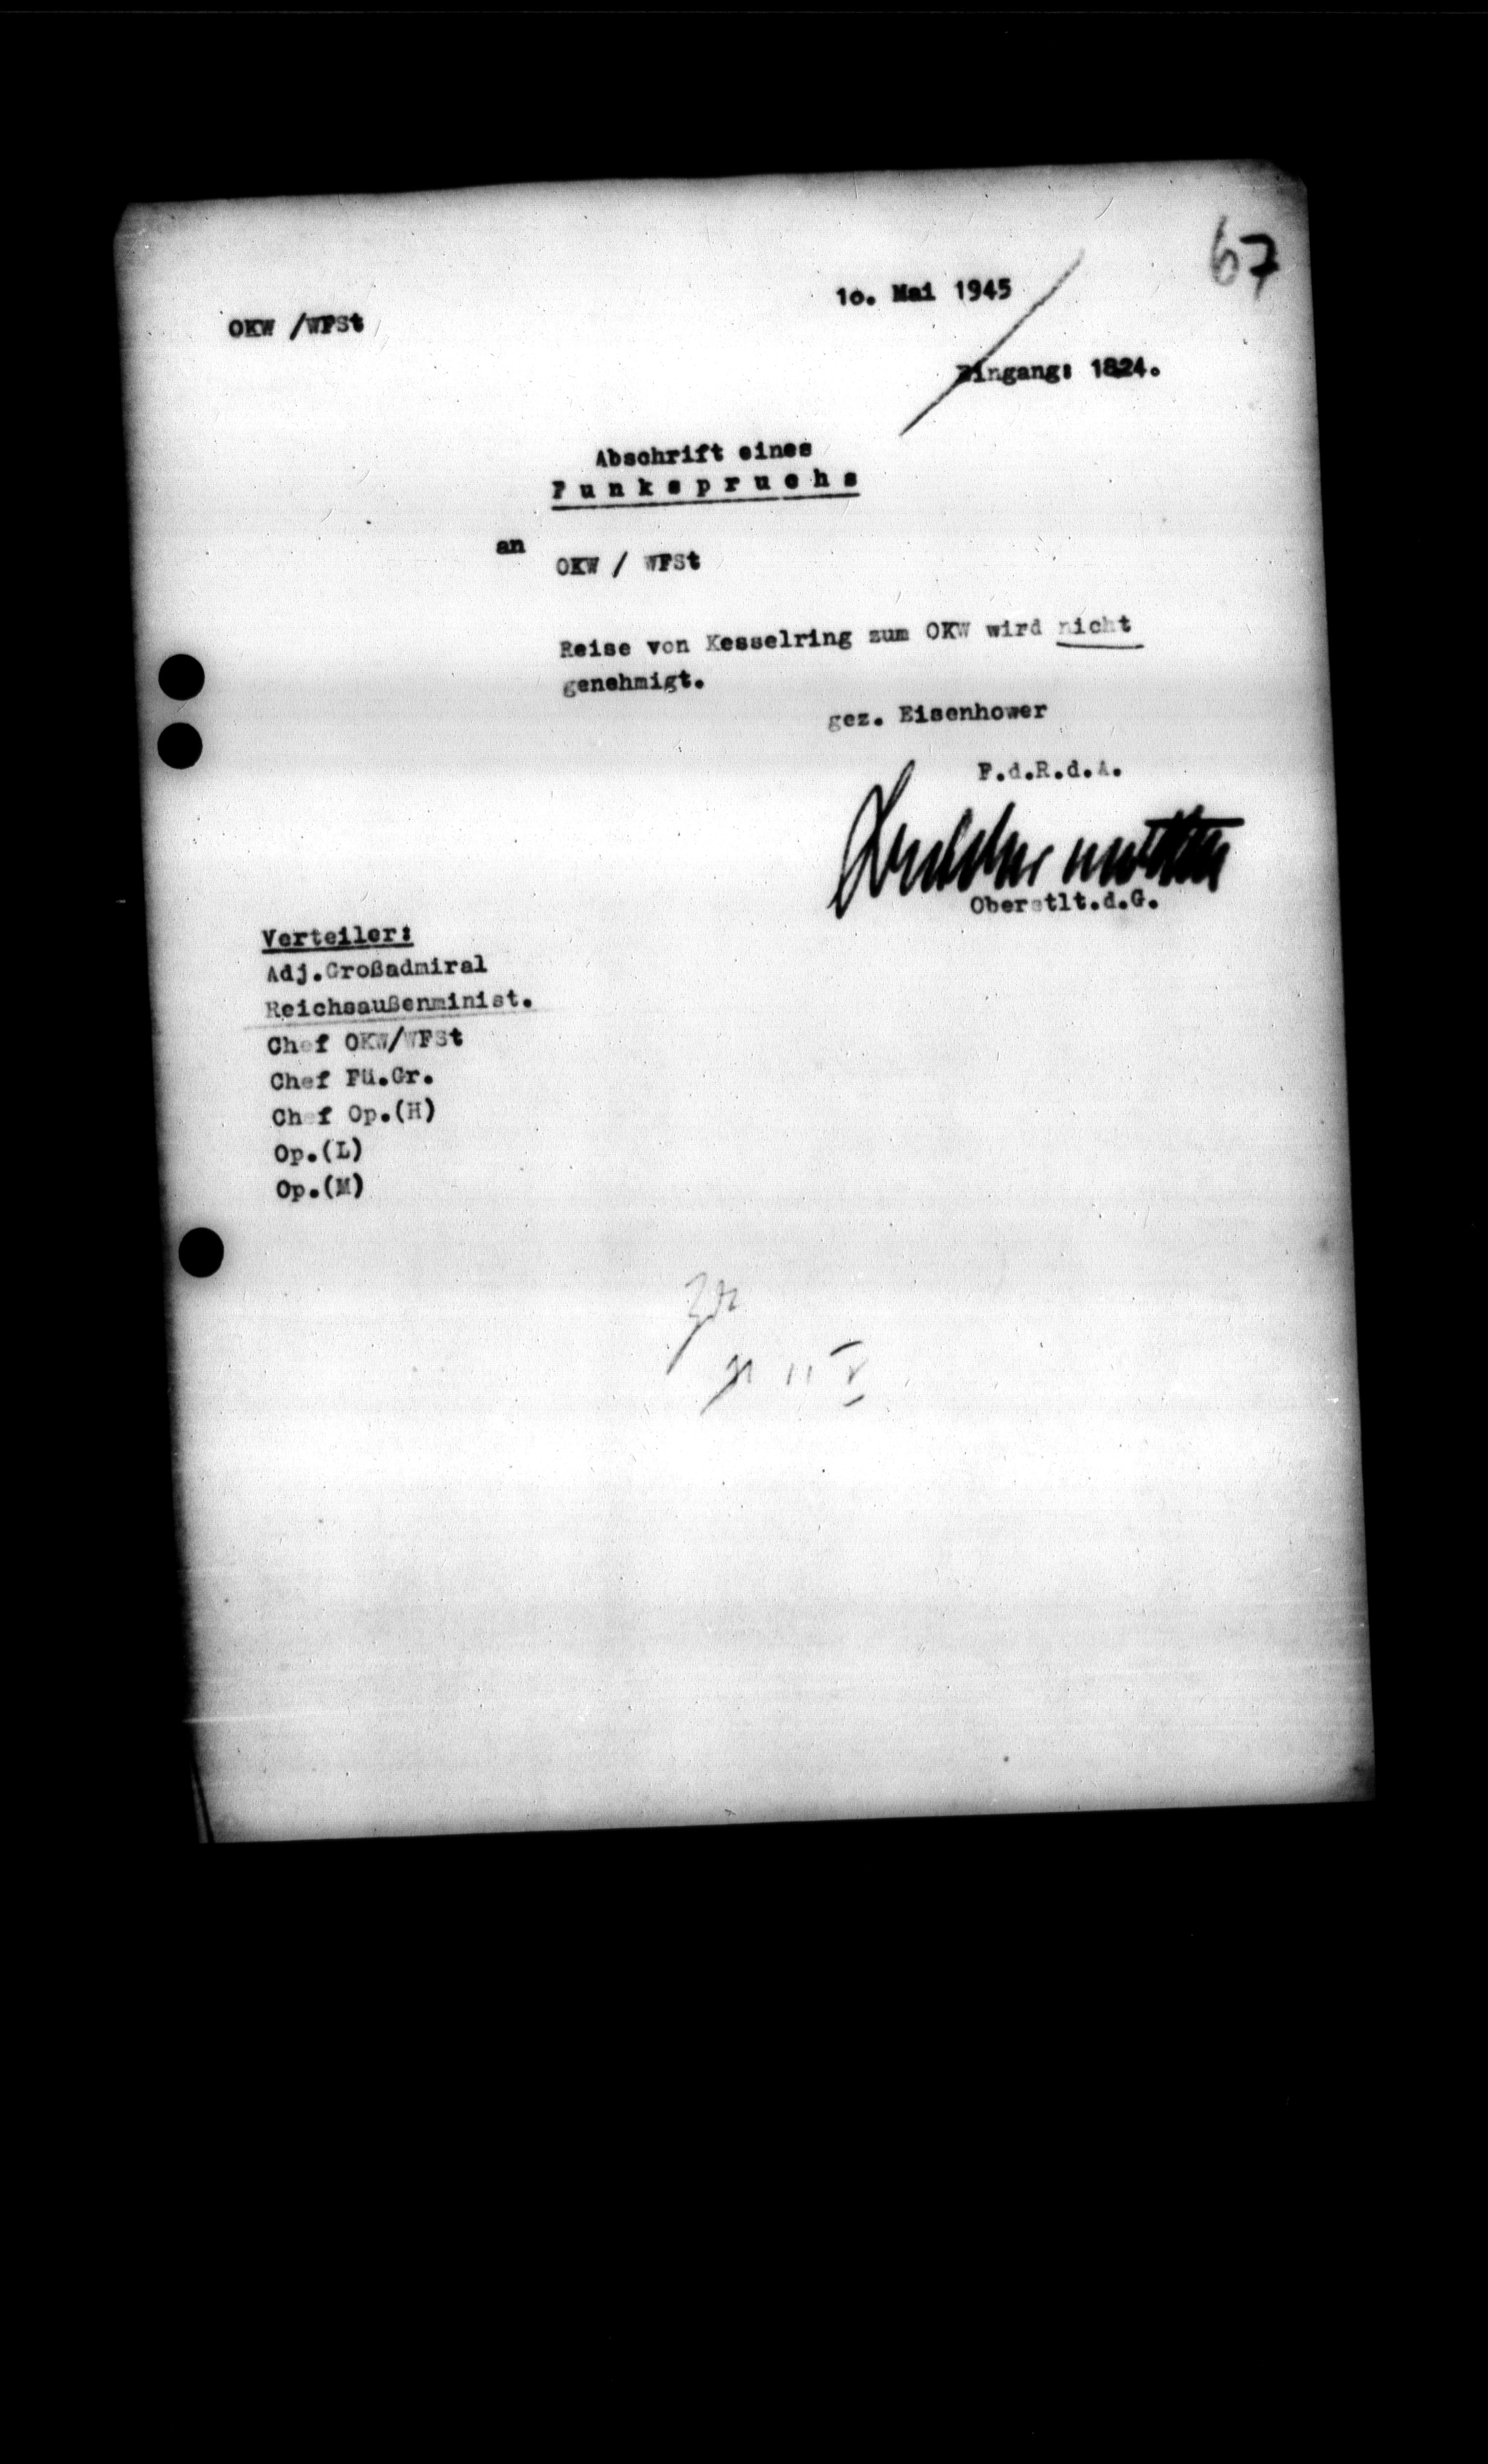 67
10. Mai 1945
OKW /WFSt
Eingang: 1824.
Abschrift eines
Funkspruchs
an
OKW / WFSt
Reise von Kesselring zum OKW wird nicht
genehmigt.
gez. Eisenhower
F.d.R.d.A.
Oberstlt.d.G.
Verteiler:
Adj.Großadmiral
Reichsaußenminist.
Chef OKW/WFSt
Chef Fü.Gr.
Chef Op.(H)
Op.(L)
Op.(M)